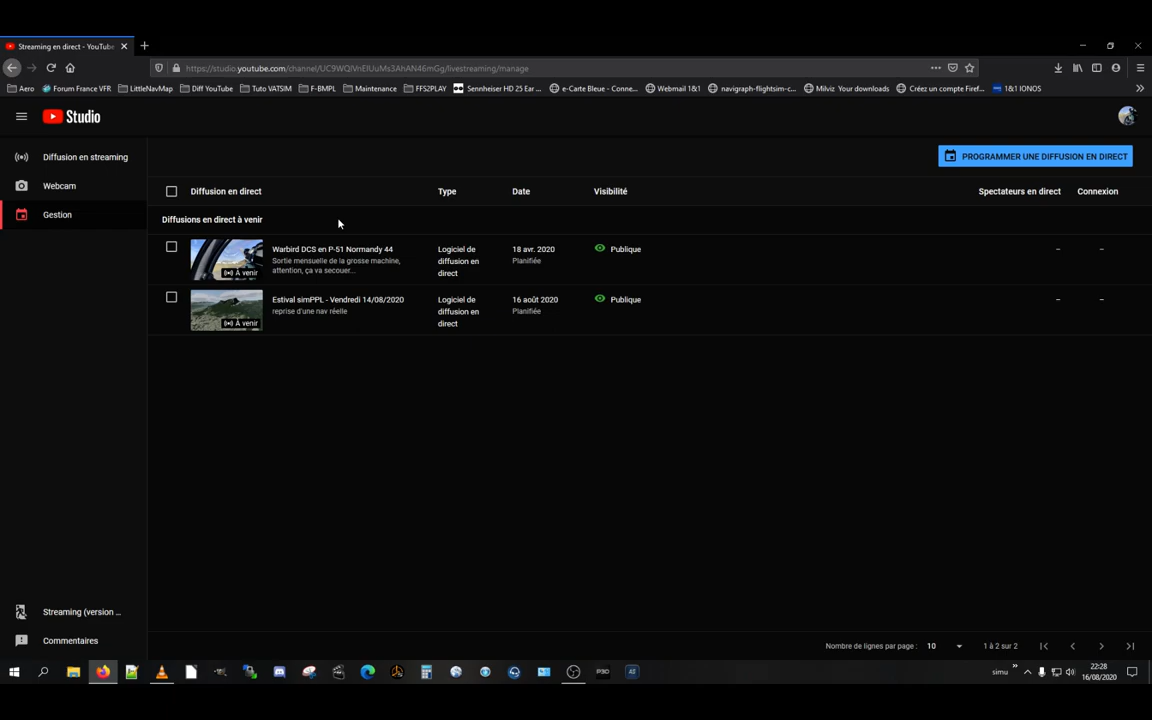 Streaming en direct - YouTube
https://studio.youtube.com/channel/UC9WQlVnElUuMs3AhAN46mGg/livestreaming/manage
Aero Forum France VFR LittleNavMap Diff YouTube Tuto VATSIM F-BMPL Maintenance FFS2PLAY Sennheiser HD 25 Ear ... e-Carte Bleue - Conne... Webmail 1&1 navigraph-flightsim-c... Milviz Your downloads Créez un compte Firef... 1&1 IONOS
Studio
Diffusion en streaming
PROGRAMMER UNE DIFFUSION EN DIRECT
Webcam
Gestion
Diffusion en direct Type Date Visibilité Spectateurs en direct Connexion
Diffusions en direct à venir
Warbird DCS en P-51 Normandy 44
Sortie mensuelle de la grosse machine,
attention, ça va secouer...
À venir
Logiciel de
diffusion en
direct
18 avr. 2020
Planifiée
Publique
–
–
Estival simPPL - Vendredi 14/08/2020
reprise d'une nav réelle
À venir
Logiciel de
diffusion en
direct
16 août 2020
Planifiée
Publique
–
–
Streaming (version ...
Commentaires
Nombre de lignes par page : 10 1 à 2 sur 2
P3D
AS
simu
22:28
16/08/2020